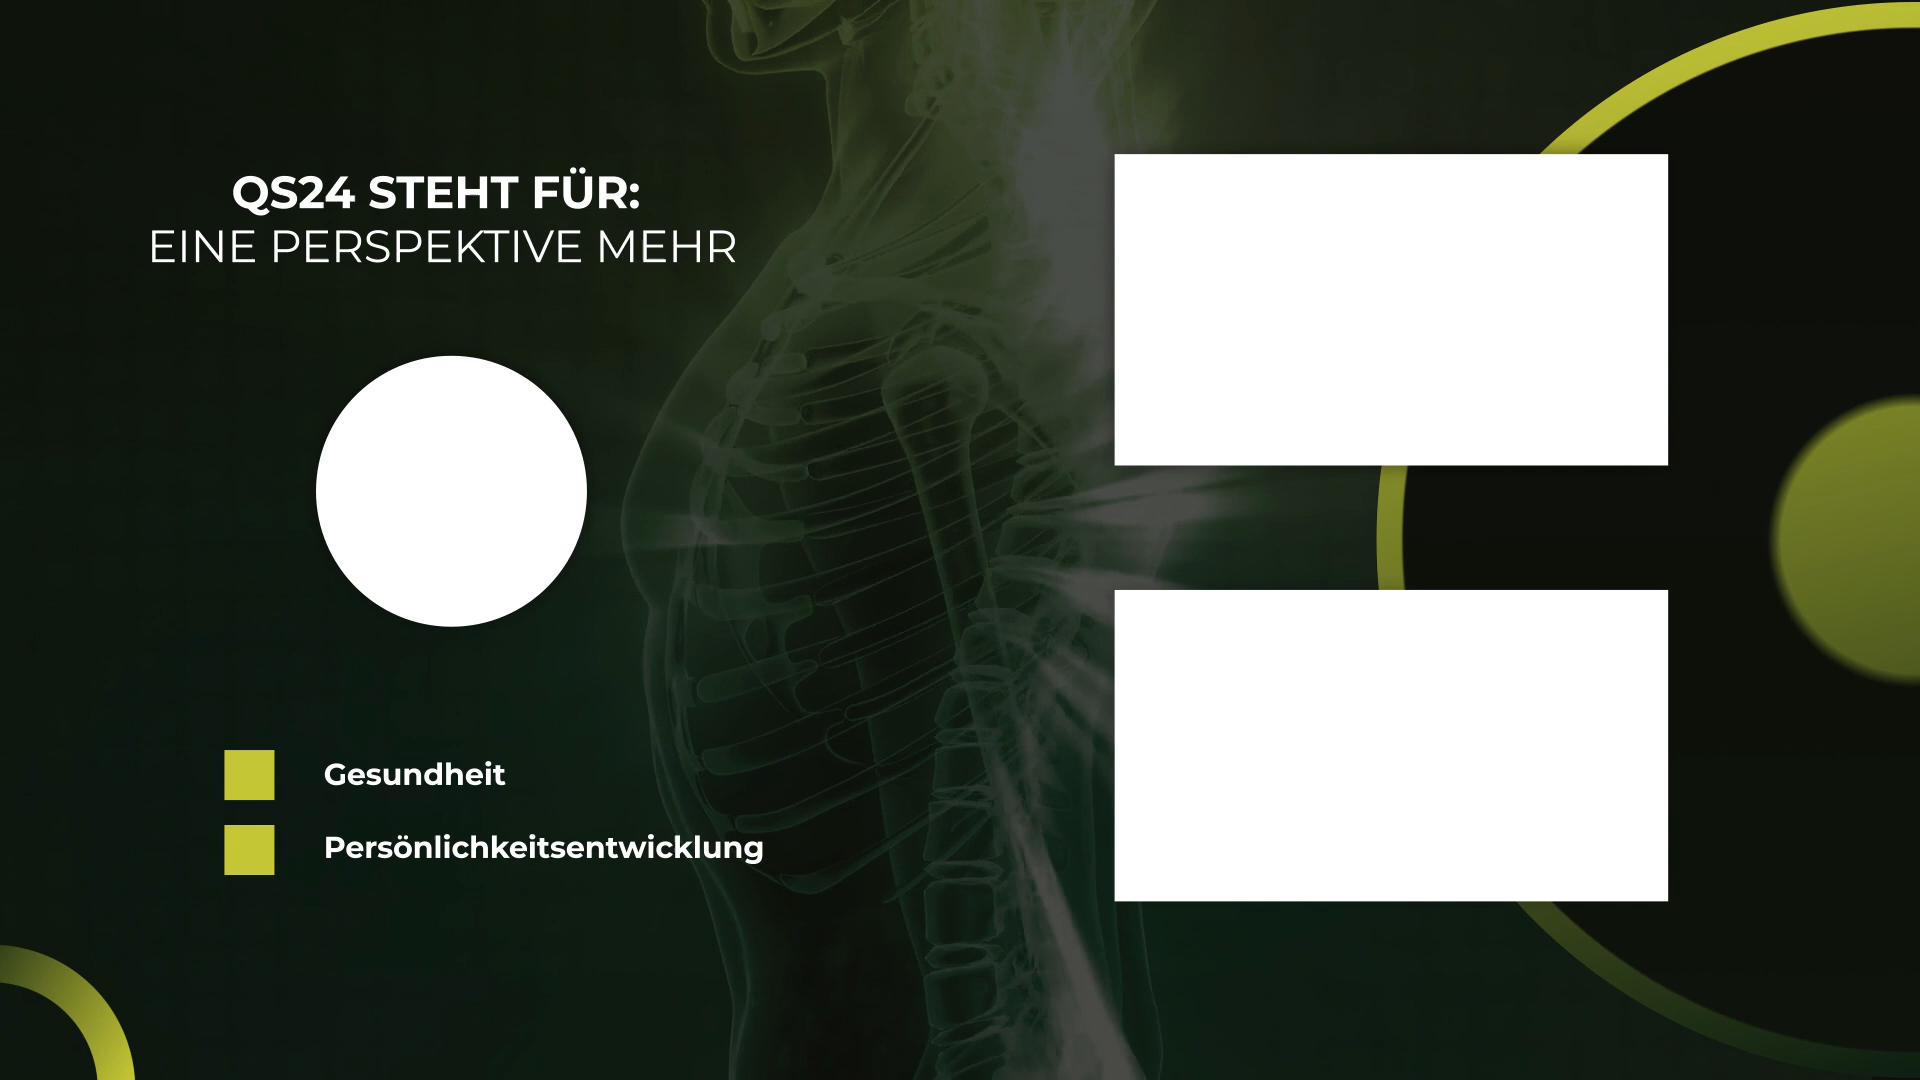 QS24 STEHT FÜR:
EINE PERSPEKTIVE MEHR
Gesundheit
Persönlichkeitsentwicklung